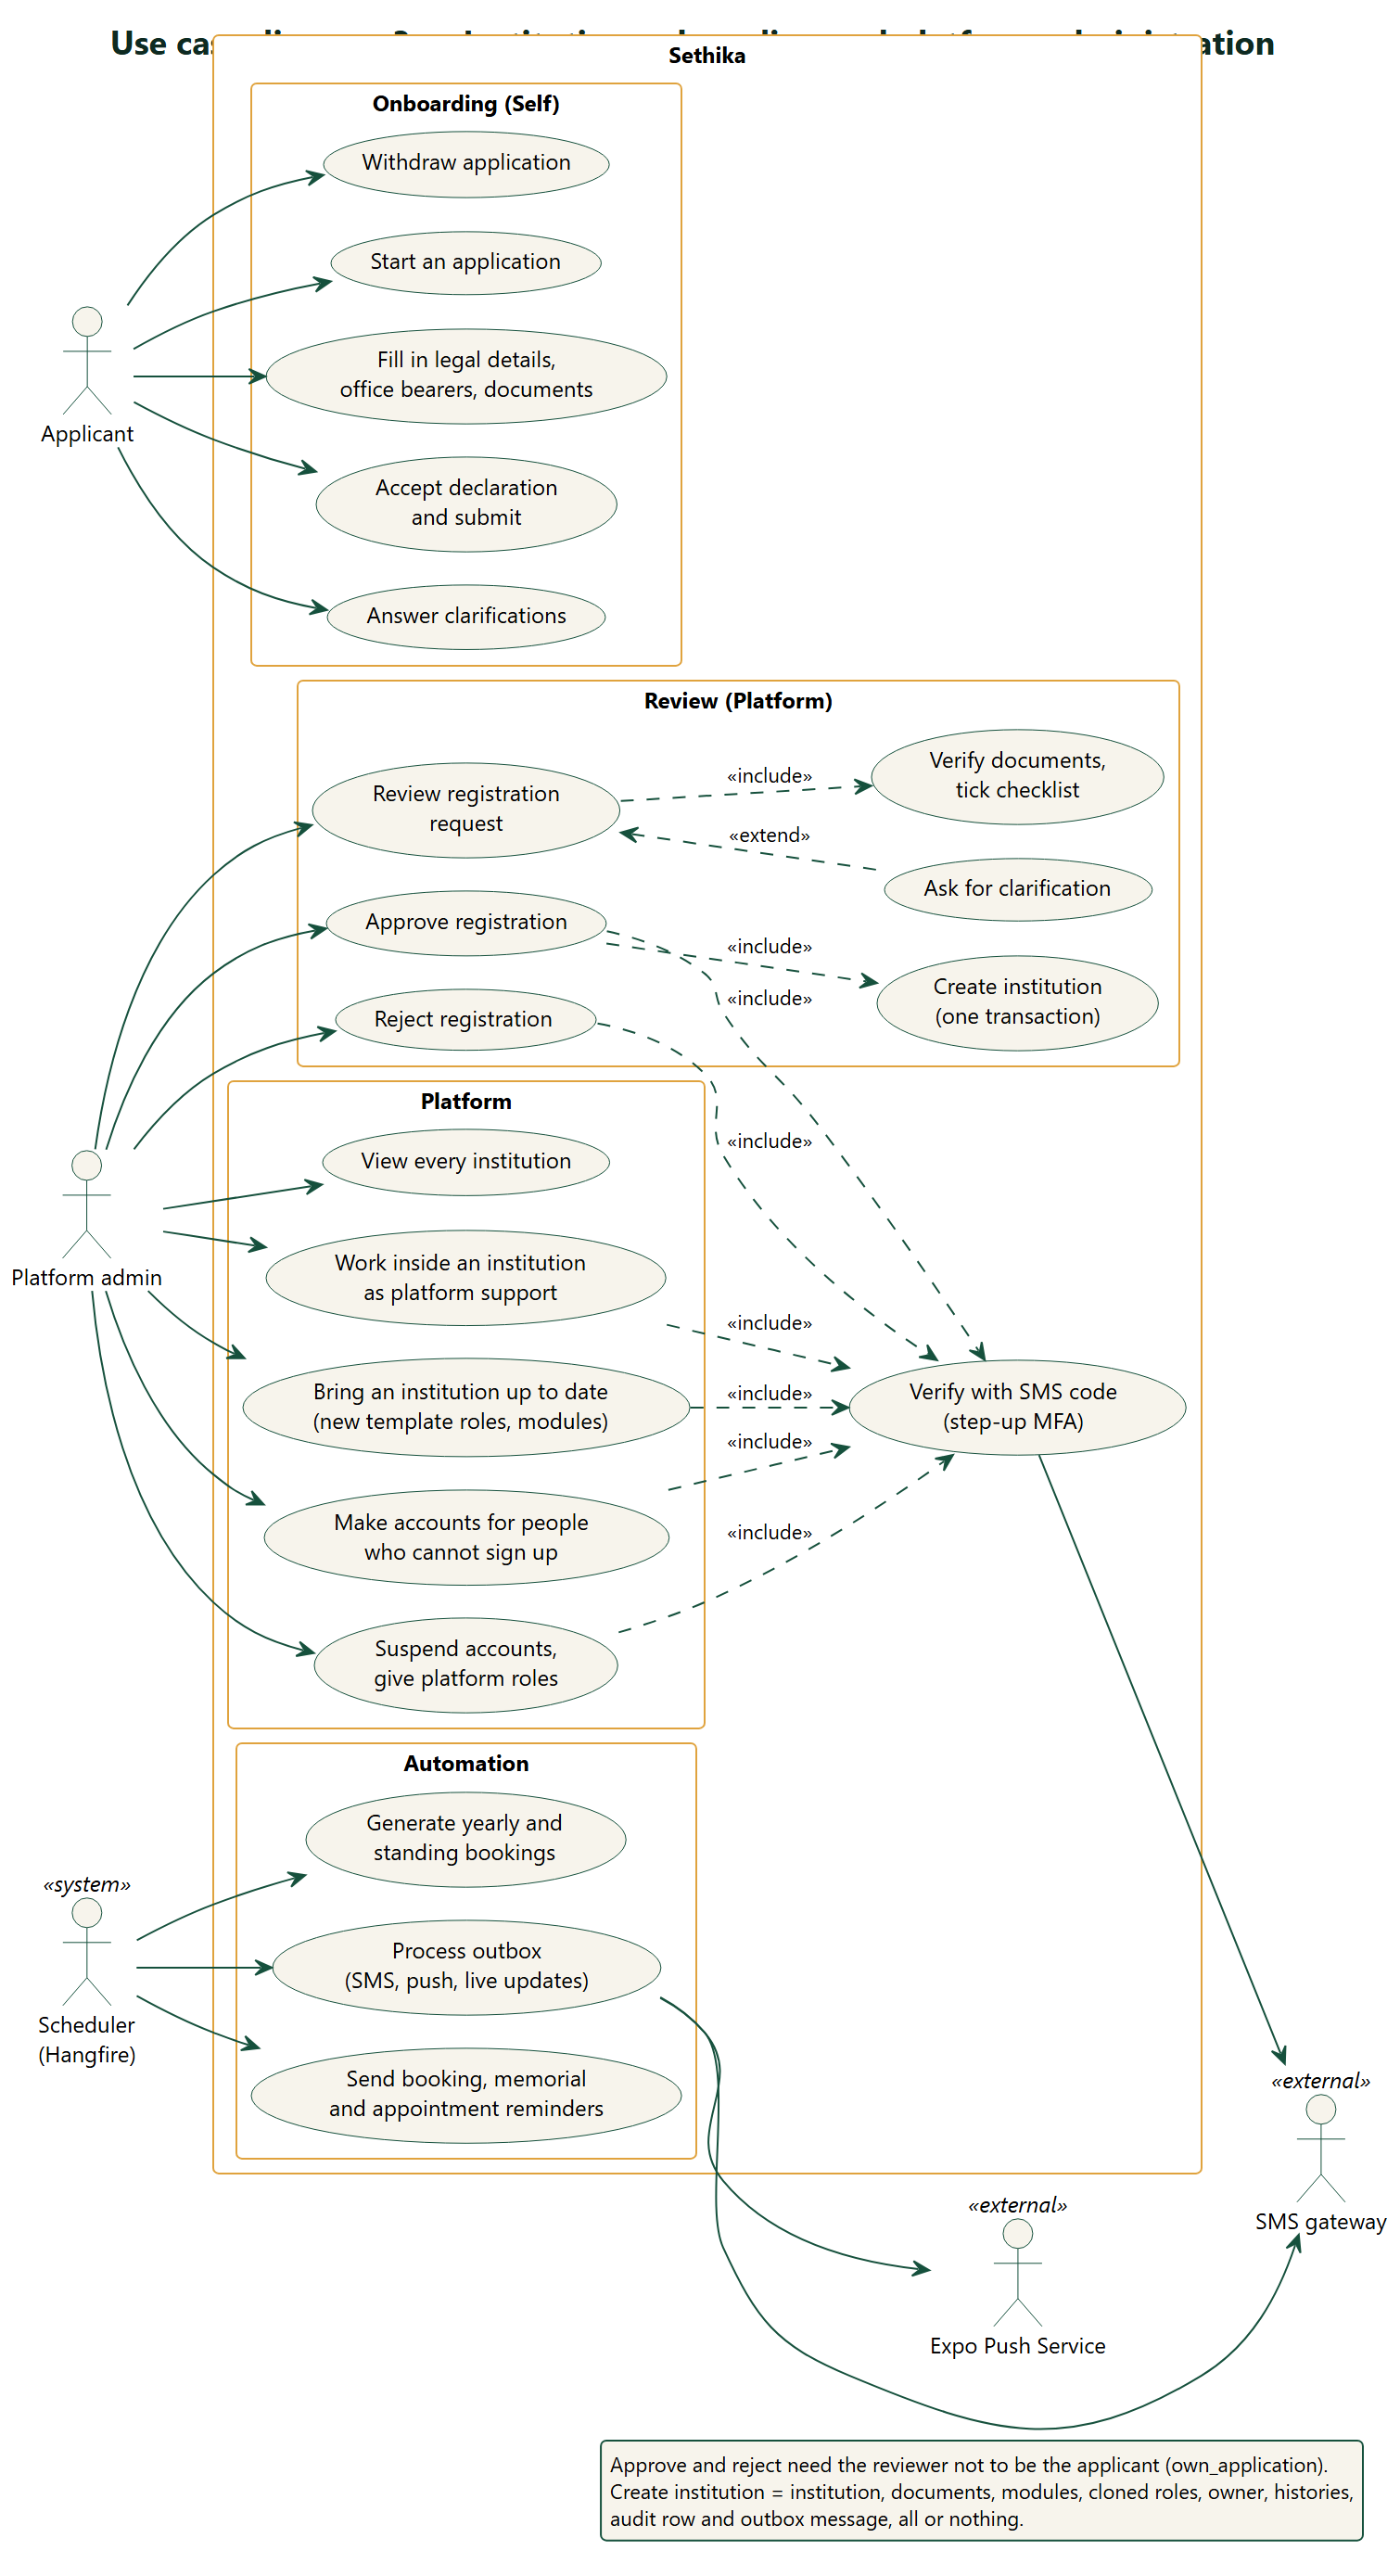 Use cas
ation
Sethika
Onboarding (Self)
Withdraw application
Start an application
Fill in legal details,
office bearers, documents
Accept declaration
and submit
Answer clarifications
Applicant
Review (Platform)
Review registration
request
«include»
Verify documents,
tick checklist
«extend»
Ask for clarification
Approve registration
«include»
Create institution
(one transaction)
«include»
Reject registration
«include»
Platform
View every institution
Work inside an institution
as platform support
Platform admin
«include»
Bring an institution up to date
(new template roles, modules)
«include»
Verify with SMS code
(step-up MFA)
«include»
Make accounts for people
who cannot sign up
«include»
Suspend accounts,
give platform roles
Automation
Generate yearly and
standing bookings
«system»
Scheduler
(Hangfire)
Process outbox
(SMS, push, live updates)
Send booking, memorial
and appointment reminders
«external»
SMS gateway
«external»
Expo Push Service
Approve and reject need the reviewer not to be the applicant (own_application).
Create institution = institution, documents, modules, cloned roles, owner, histories,
audit row and outbox message, all or nothing.